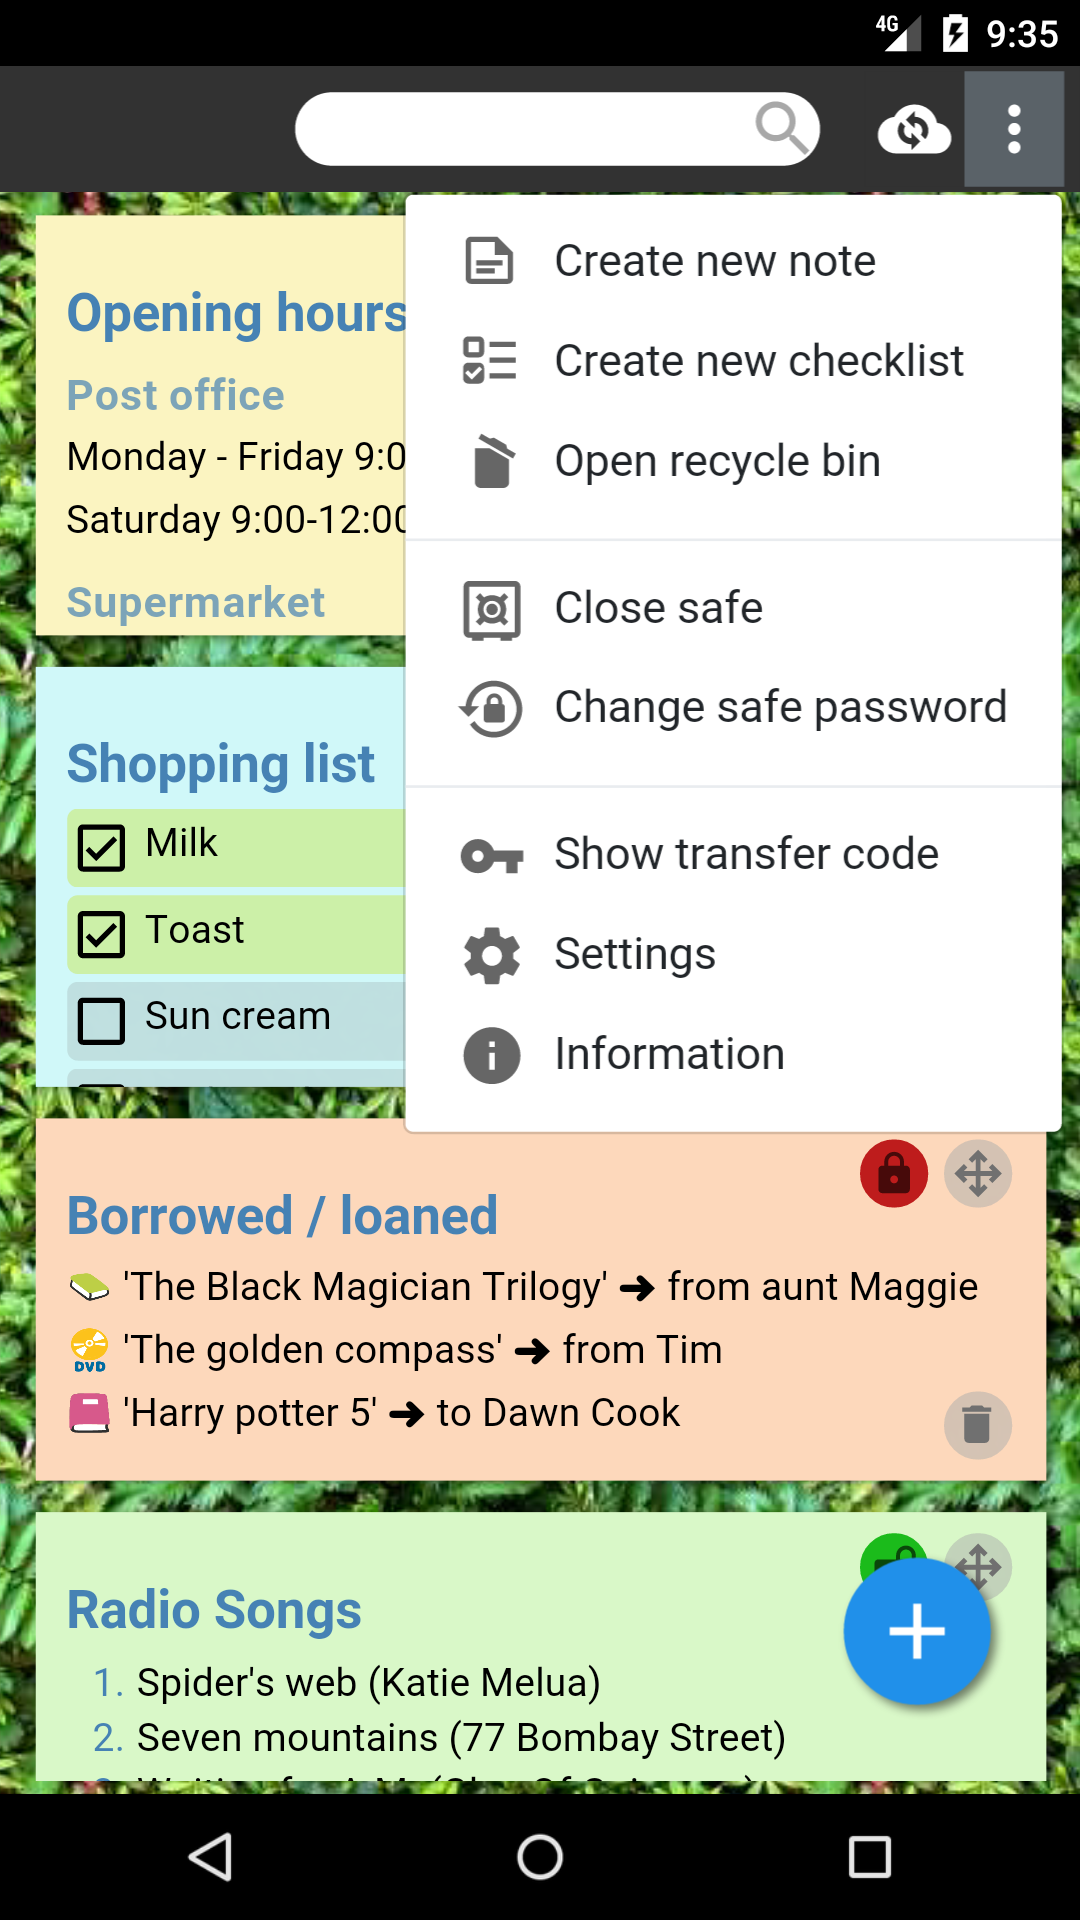 4G 9:35
Create new note
Create new checklist
Open recycle bin
Close safe
Change safe password
Show transfer code
Settings
Information
Opening hours
Post office
Monday - Friday 9:0
Saturday 9:00-12:00
Supermarket
Shopping list
Milk
Toast
Sun cream
Borrowed / loaned
'The Black Magician Trilogy' ➜ from aunt Maggie
DVD 'The golden compass' ➜ from Tim
'Harry potter 5' ➜ to Dawn Cook
Radio Songs
1. Spider's web (Katie Melua)
2. Seven mountains (77 Bombay Street)